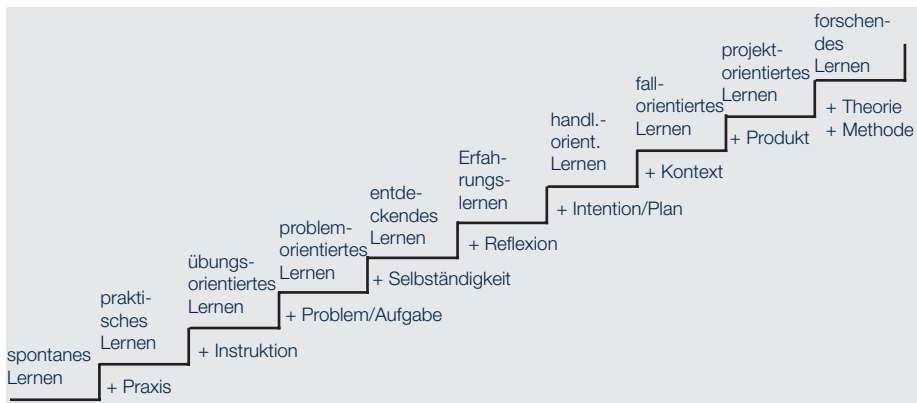 spontanes
Lernen
+ Praxis
prakti-
sches
Lernen
+ Instruktion
übungs-
orientiertes
Lernen
+ Problem/Aufgabe
problem-
orientiertes
Lernen
+ Selbständigkeit
entde-
ckendes
Lernen
+ Reflexion
Erfah-
rungs-
lernen
+ Intention/Plan
handl.-
orient.
Lernen
+ Kontext
fall-
orientiertes
Lernen
+ Produkt
projekt-
orientiertes
Lernen
+ Theorie
+ Methode
forschen-
des
Lernen